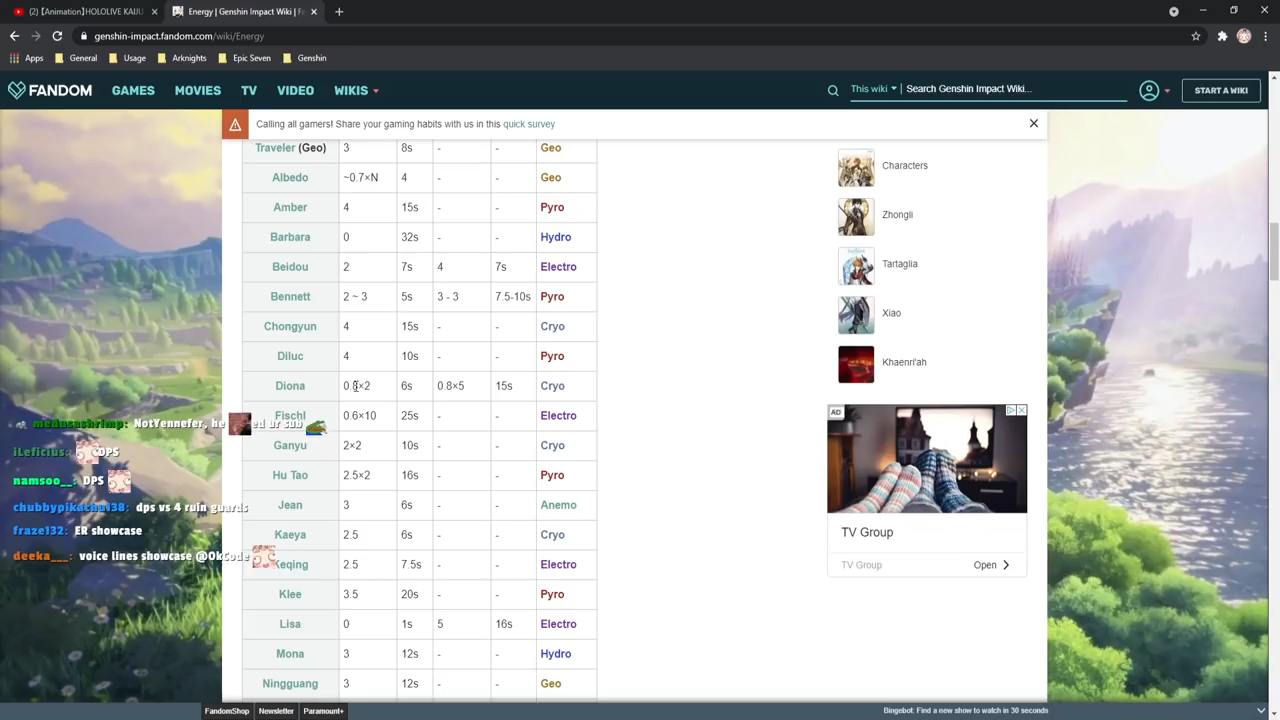 (2) 【Animation】HOLOLIVE KAIJU
Energy | Genshin Impact Wiki | F
genshin-impact.fandom.com/wiki/Energy
Apps General Usage Arknights Epic Seven Genshin
FANDOM GAMES MOVIES TV VIDEO WIKIS This wiki Search Genshin Impact Wiki... START A WIKI
Calling all gamers! Share your gaming habits with us in this quick survey
Traveler (Geo) 3 8s - - Geo
Albedo ~0.7×N 4 - - Geo
Amber 4 15s - - Pyro
Barbara 0 32s - - Hydro
Beidou 2 7s 4 7s Electro
Bennett 2 ~ 3 5s 3 - 3 7.5-10s Pyro
Chongyun 4 15s - - Cryo
Diluc 4 10s - - Pyro
Diona 0.8×2 6s 0.8×5 15s Cryo
Fischl 0.6×10 25s - - Electro
Ganyu 2×2 10s - - Cryo
Hu Tao 2.5×2 16s - - Pyro
Jean 3 6s - - Anemo
Kaeya 2.5 6s - - Cryo
Keqing 2.5 7.5s - - Electro
Klee 3.5 20s - - Pyro
Lisa 0 1s 5 16s Electro
Mona 3 12s - - Hydro
Ningguang 3 12s - - Geo
medusashrimp: NotYennefer, he ed ur sub
iLeficius: DPS
namsoo__: DPS
chubbypikachu138: dps vs 4 ruin guards
fraze132: ER showcase
deeka___: voice lines showcase @OkCode
Characters
Zhongli
Tartaglia
Xiao
Khaenri'ah
AD
TV Group
TV Group Open
FandomShop Newsletter Paramount+
Bingebot: Find a new show to watch in 30 seconds